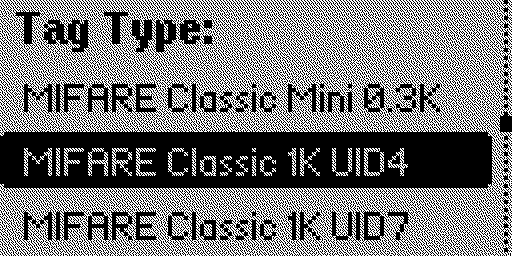 Tag Type:
MIFARE Classic Mini 0.3K
MIFARE Classic 1K UID4
MIFARE Classic 1K UID7